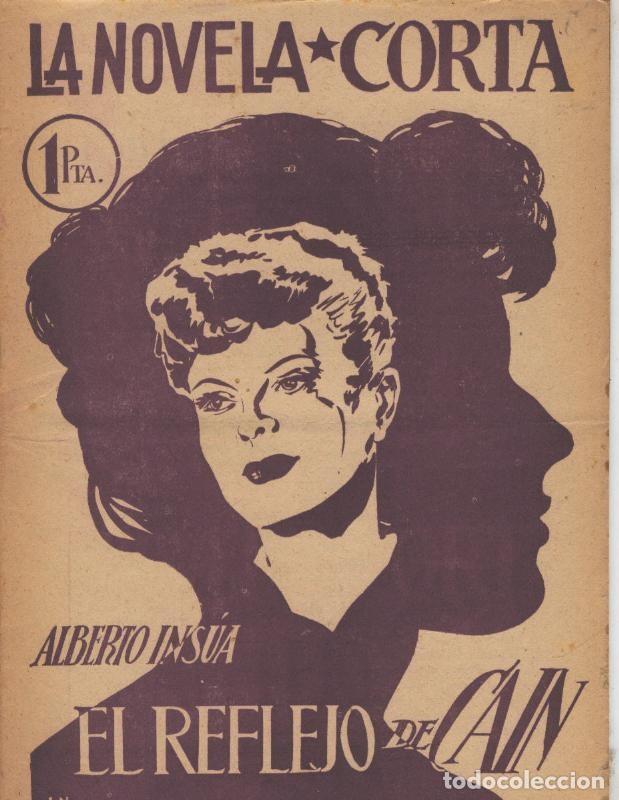 LA NOVELA★CORTA
1 PTA.
ALBERTO INSÚA
EL REFLEJO DE CAÍN
todocoleccion